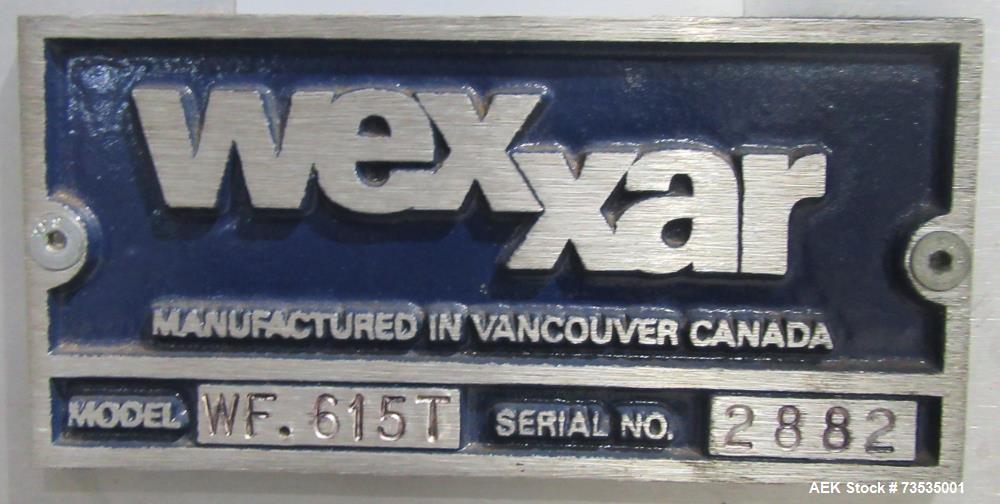 wexxar
MANUFACTURED IN VANCOUVER CANADA
MODEL WF. 615T SERIAL NO. 2882
AEK Stock # 73535001